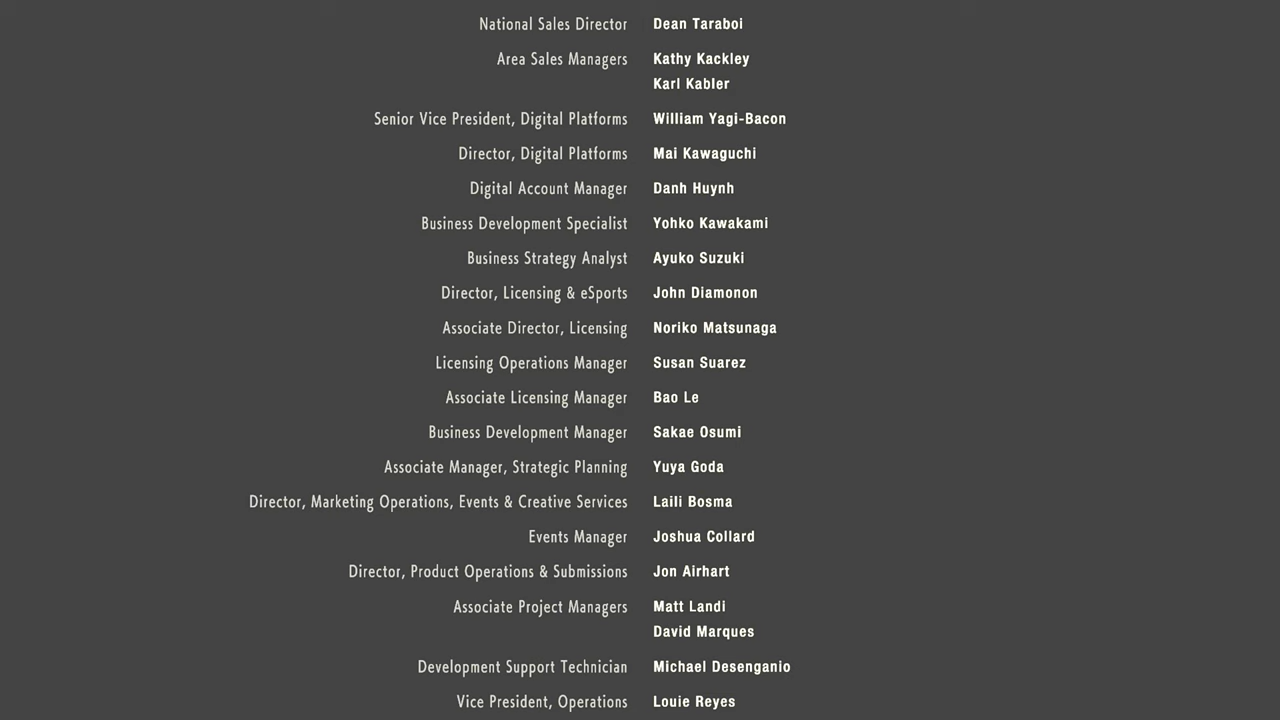 National Sales Director Dean Taraboi
Area Sales Managers Kathy Kackley
Karl Kabler
Senior Vice President, Digital Platforms William Yagi-Bacon
Director, Digital Platforms Mai Kawaguchi
Digital Account Manager Danh Huynh
Business Development Specialist Yohko Kawakami
Business Strategy Analyst Ayuko Suzuki
Director, Licensing & eSports John Diamonon
Associate Director, Licensing Noriko Matsunaga
Licensing Operations Manager Susan Suarez
Associate Licensing Manager Bao Le
Business Development Manager Sakae Osumi
Associate Manager, Strategic Planning Yuya Goda
Director, Marketing Operations, Events & Creative Services Laili Bosma
Events Manager Joshua Collard
Director, Product Operations & Submissions Jon Airhart
Associate Project Managers Matt Landi
David Marques
Development Support Technician Michael Desenganio
Vice President, Operations Louie Reyes